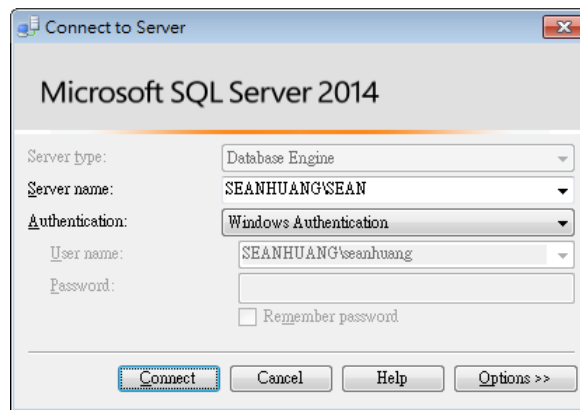 Connect to Server
Microsoft SQL Server 2014
Server type: Database Engine
Server name: SEANHUANG\SEAN
Authentication: Windows Authentication
User name: SEANHUANG\seanhuang
Password:
Remember password
Connect Cancel Help Options >>